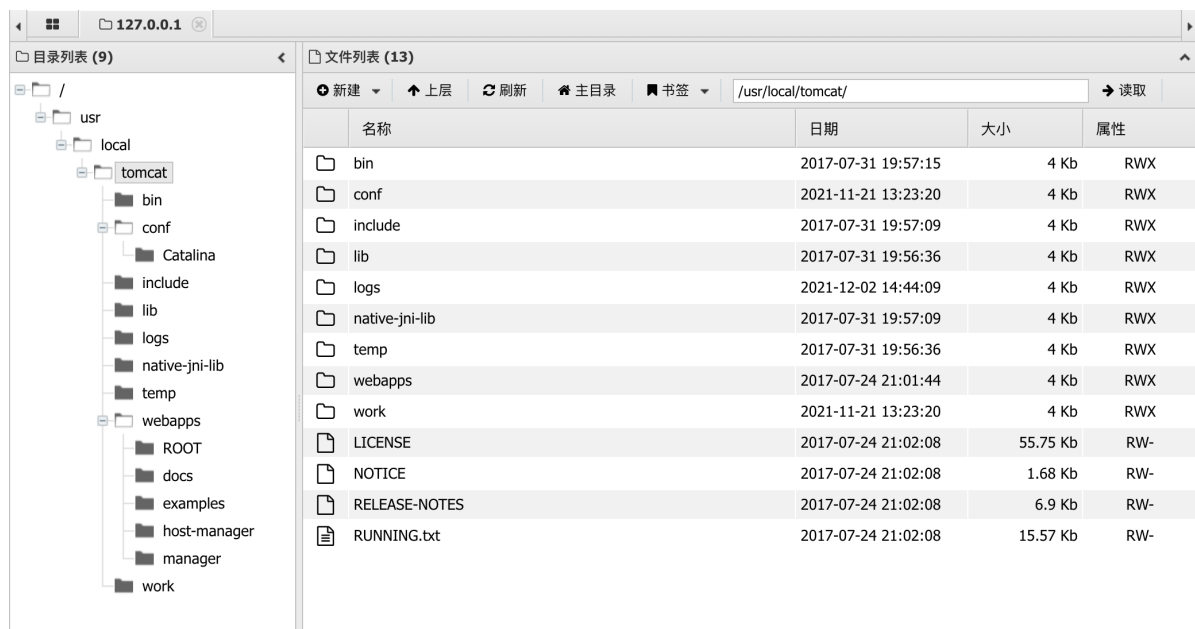 127.0.0.1
目录列表 (9)
/
usr
local
tomcat
bin
conf
Catalina
include
lib
logs
native-jni-lib
temp
webapps
ROOT
docs
examples
host-manager
manager
work
文件列表 (13)
新建 上层 刷新 主目录 书签 /usr/local/tomcat/ 读取
名称 日期 大小 属性
bin 2017-07-31 19:57:15 4 Kb RWX
conf 2021-11-21 13:23:20 4 Kb RWX
include 2017-07-31 19:57:09 4 Kb RWX
lib 2017-07-31 19:56:36 4 Kb RWX
logs 2021-12-02 14:44:09 4 Kb RWX
native-jni-lib 2017-07-31 19:57:09 4 Kb RWX
temp 2017-07-31 19:56:36 4 Kb RWX
webapps 2017-07-24 21:01:44 4 Kb RWX
work 2021-11-21 13:23:20 4 Kb RWX
LICENSE 2017-07-24 21:02:08 55.75 Kb RW-
NOTICE 2017-07-24 21:02:08 1.68 Kb RW-
RELEASE-NOTES 2017-07-24 21:02:08 6.9 Kb RW-
RUNNING.txt 2017-07-24 21:02:08 15.57 Kb RW-